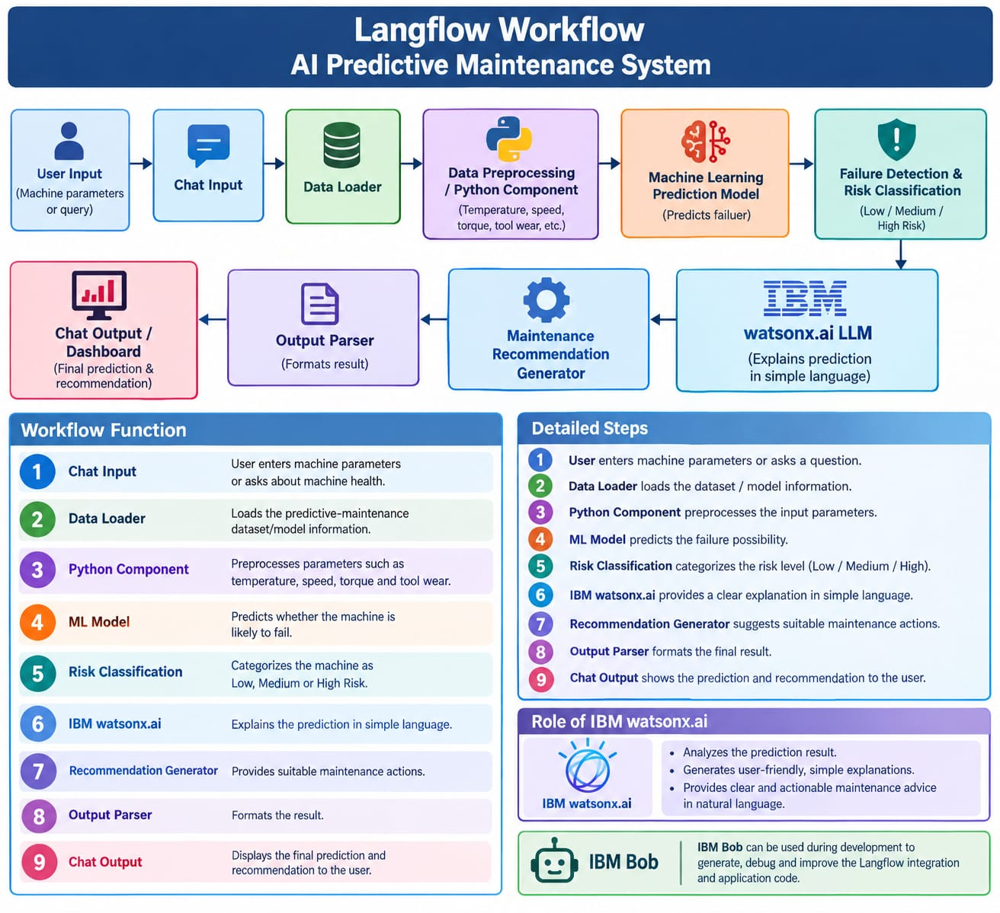 Langflow Workflow
AI Predictive Maintenance System
User Input
(Machine parameters
or query)
Chat Input
Data Loader
Data Preprocessing
/ Python Component
(Temperature, speed,
torque, tool wear, etc.)
Machine Learning
Prediction Model
(Predicts failuer)
Failure Detection &
Risk Classification
(Low / Medium /
High Risk)
Chat Output /
Dashboard
(Final prediction &
recommendation)
Output Parser
(Formats result)
Maintenance
Recommendation
Generator
IBM
watsonx.ai LLM
(Explains prediction
in simple language)
Workflow Function
1 Chat Input User enters machine parameters
or asks about machine health.
2 Data Loader Loads the predictive-maintenance
dataset/model information.
3 Python Component Preprocesses parameters such as
temperature, speed, torque and tool wear.
4 ML Model Predicts whether the machine is
likely to fail.
5 Risk Classification Categorizes the machine as
Low, Medium or High Risk.
6 IBM watsonx.ai Explains the prediction in simple language.
7 Recommendation Generator Provides suitable maintenance actions.
8 Output Parser Formats the result.
9 Chat Output Displays the final prediction and
recommendation to the user.
Detailed Steps
1 User enters machine parameters or asks a question.
2 Data Loader loads the dataset / model information.
3 Python Component preprocesses the input parameters.
4 ML Model predicts the failure possibility.
5 Risk Classification categorizes the risk level (Low / Medium / High).
6 IBM watsonx.ai provides a clear explanation in simple language.
7 Recommendation Generator suggests suitable maintenance actions.
8 Output Parser formats the final result.
9 Chat Output shows the prediction and recommendation to the user.
Role of IBM watsonx.ai
IBM watsonx.ai
• Analyzes the prediction result.
• Generates user-friendly, simple explanations.
• Provides clear and actionable maintenance advice
in natural language.
IBM Bob
IBM Bob can be used during development to
generate, debug and improve the Langflow integration
and application code.